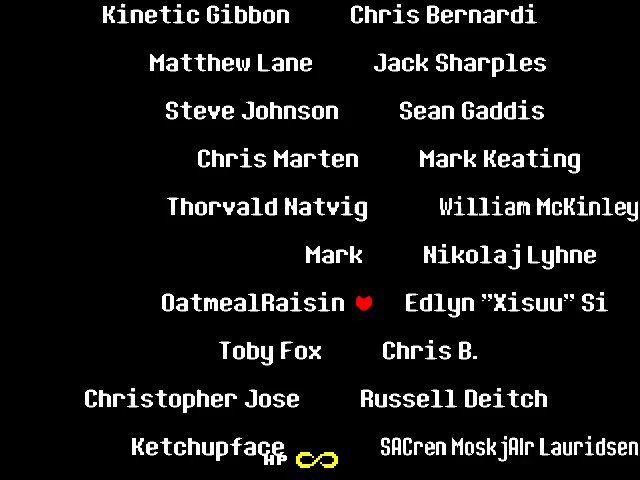 Kinetic Gibbon Chris Bernardi
Matthew Lane Jack Sharples
Steve Johnson Sean Gaddis
Chris Marten Mark Keating
Thorvald Natvig William McKinley
Mark Nikolaj Lyhne
OatmealRaisin Edlyn "Xisuu" Si
Toby Fox Chris B.
Christopher Jose Russell Deitch
Ketchupface SACren MoskjAlr Lauridsen
HP